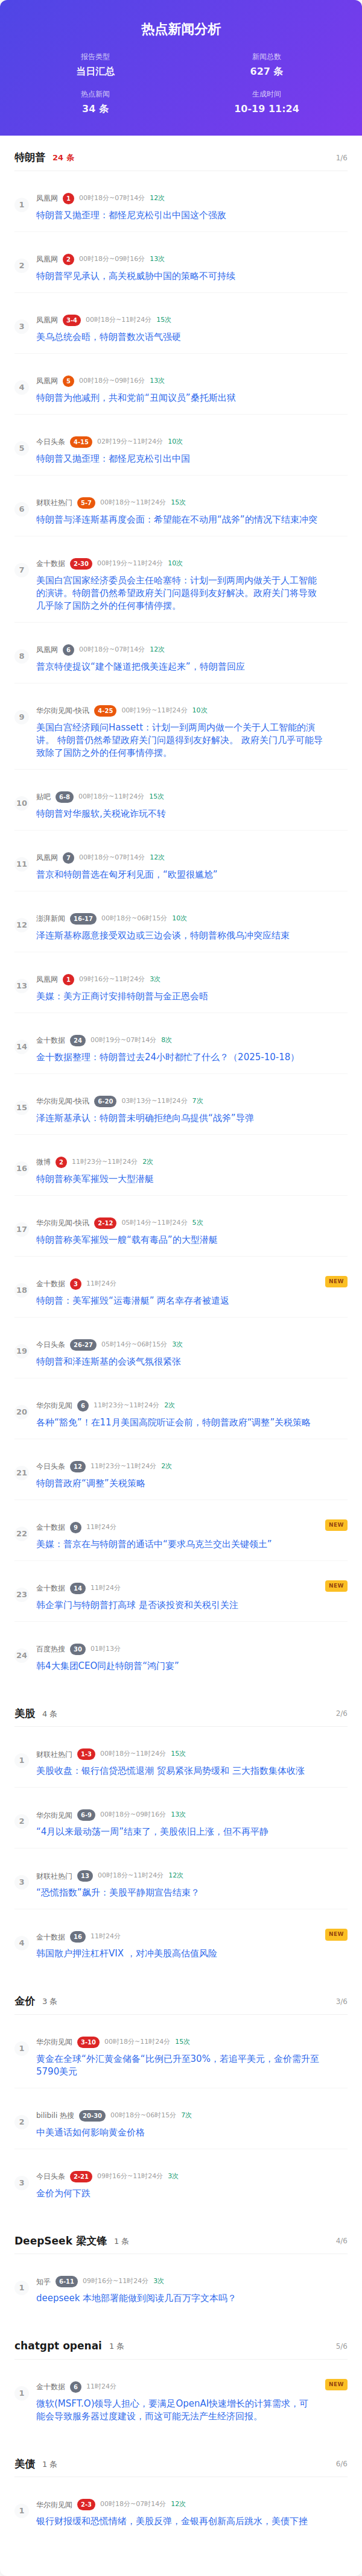 热点新闻分析
报告类型
当日汇总
新闻总数
627 条
热点新闻
34 条
生成时间
10-19 11:24
特朗普 24 条 1/6
1 凤凰网 1 00时18分~07时14分 12次
特朗普又抛歪理：都怪尼克松引出中国这个强敌
2 凤凰网 2 00时18分~09时16分 13次
特朗普罕见承认，高关税威胁中国的策略不可持续
3 凤凰网 3-4 00时18分~11时24分 15次
美乌总统会晤，特朗普数次语气强硬
4 凤凰网 5 00时18分~09时16分 13次
特朗普为他减刑，共和党前“丑闻议员”桑托斯出狱
5 今日头条 4-15 02时19分~11时24分 10次
特朗普又抛歪理：都怪尼克松引出中国
6 财联社热门 5-7 00时18分~11时24分 15次
特朗普与泽连斯基再度会面：希望能在不动用“战斧”的情况下结束冲突
7 金十数据 2-30 00时19分~11时24分 10次
美国白宫国家经济委员会主任哈塞特：计划一到两周内做关于人工智能
的演讲。特朗普仍然希望政府关门问题得到友好解决。政府关门将导致
几乎除了国防之外的任何事情停摆。
8 凤凰网 6 00时18分~07时14分 12次
普京特使提议“建个隧道把俄美连起来”，特朗普回应
9 华尔街见闻-快讯 4-25 00时19分~11时24分 10次
美国白宫经济顾问Hassett：计划一到两周内做一个关于人工智能的演
讲。 特朗普仍然希望政府关门问题得到友好解决。 政府关门几乎可能导
致除了国防之外的任何事情停摆。
10 贴吧 6-8 00时18分~11时24分 15次
特朗普对华服软,关税讹诈玩不转
11 凤凰网 7 00时18分~07时14分 12次
普京和特朗普选在匈牙利见面，“欧盟很尴尬”
12 澎湃新闻 16-17 00时18分~06时15分 10次
泽连斯基称愿意接受双边或三边会谈，特朗普称俄乌冲突应结束
13 凤凰网 1 09时16分~11时24分 3次
美媒：美方正商讨安排特朗普与金正恩会晤
14 金十数据 24 00时19分~07时14分 8次
金十数据整理：特朗普过去24小时都忙了什么？（2025-10-18）
15 华尔街见闻-快讯 6-20 03时13分~11时24分 7次
泽连斯基承认：特朗普未明确拒绝向乌提供“战斧”导弹
16 微博 2 11时23分~11时24分 2次
特朗普称美军摧毁一大型潜艇
17 华尔街见闻-快讯 2-12 05时14分~11时24分 5次
特朗普称美军摧毁一艘“载有毒品”的大型潜艇
18 金十数据 3 11时24分 NEW
特朗普：美军摧毁“运毒潜艇” 两名幸存者被遣返
19 今日头条 26-27 05时14分~06时15分 3次
特朗普和泽连斯基的会谈气氛很紧张
20 华尔街见闻 6 11时23分~11时24分 2次
各种“豁免”！在11月美国高院听证会前，特朗普政府“调整”关税策略
21 今日头条 12 11时23分~11时24分 2次
特朗普政府“调整”关税策略
22 金十数据 9 11时24分 NEW
美媒：普京在与特朗普的通话中“要求乌克兰交出关键领土”
23 金十数据 14 11时24分 NEW
韩企掌门与特朗普打高球 是否谈投资和关税引关注
24 百度热搜 30 01时13分
韩4大集团CEO同赴特朗普“鸿门宴”
美股 4 条 2/6
1 财联社热门 1-3 00时18分~11时24分 15次
美股收盘：银行信贷恐慌退潮 贸易紧张局势缓和 三大指数集体收涨
2 华尔街见闻 6-9 00时18分~09时16分 13次
“4月以来最动荡一周”结束了，美股依旧上涨，但不再平静
3 财联社热门 13 00时18分~11时24分 12次
“恐慌指数”飙升：美股平静期宣告结束？
4 金十数据 16 11时24分 NEW
韩国散户押注杠杆VIX ，对冲美股高估值风险
金价 3 条 3/6
1 华尔街见闻 3-10 00时18分~11时24分 15次
黄金在全球“外汇黄金储备”比例已升至30%，若追平美元，金价需升至
5790美元
2 bilibili 热搜 20-30 00时18分~06时15分 7次
中美通话如何影响黄金价格
3 今日头条 2-21 09时16分~11时24分 3次
金价为何下跌
DeepSeek 梁文锋 1 条 4/6
1 知乎 6-11 09时16分~11时24分 3次
deepseek 本地部署能做到阅读几百万字文本吗？
chatgpt openai 1 条 5/6
1 金十数据 6 11时24分 NEW
微软(MSFT.O)领导人担心，要满足OpenAI快速增长的计算需求，可
能会导致服务器过度建设，而这可能无法产生经济回报。
美债 1 条 6/6
1 华尔街见闻 2-3 00时18分~07时14分 12次
银行财报缓和恐慌情绪，美股反弹，金银再创新高后跳水，美债下挫